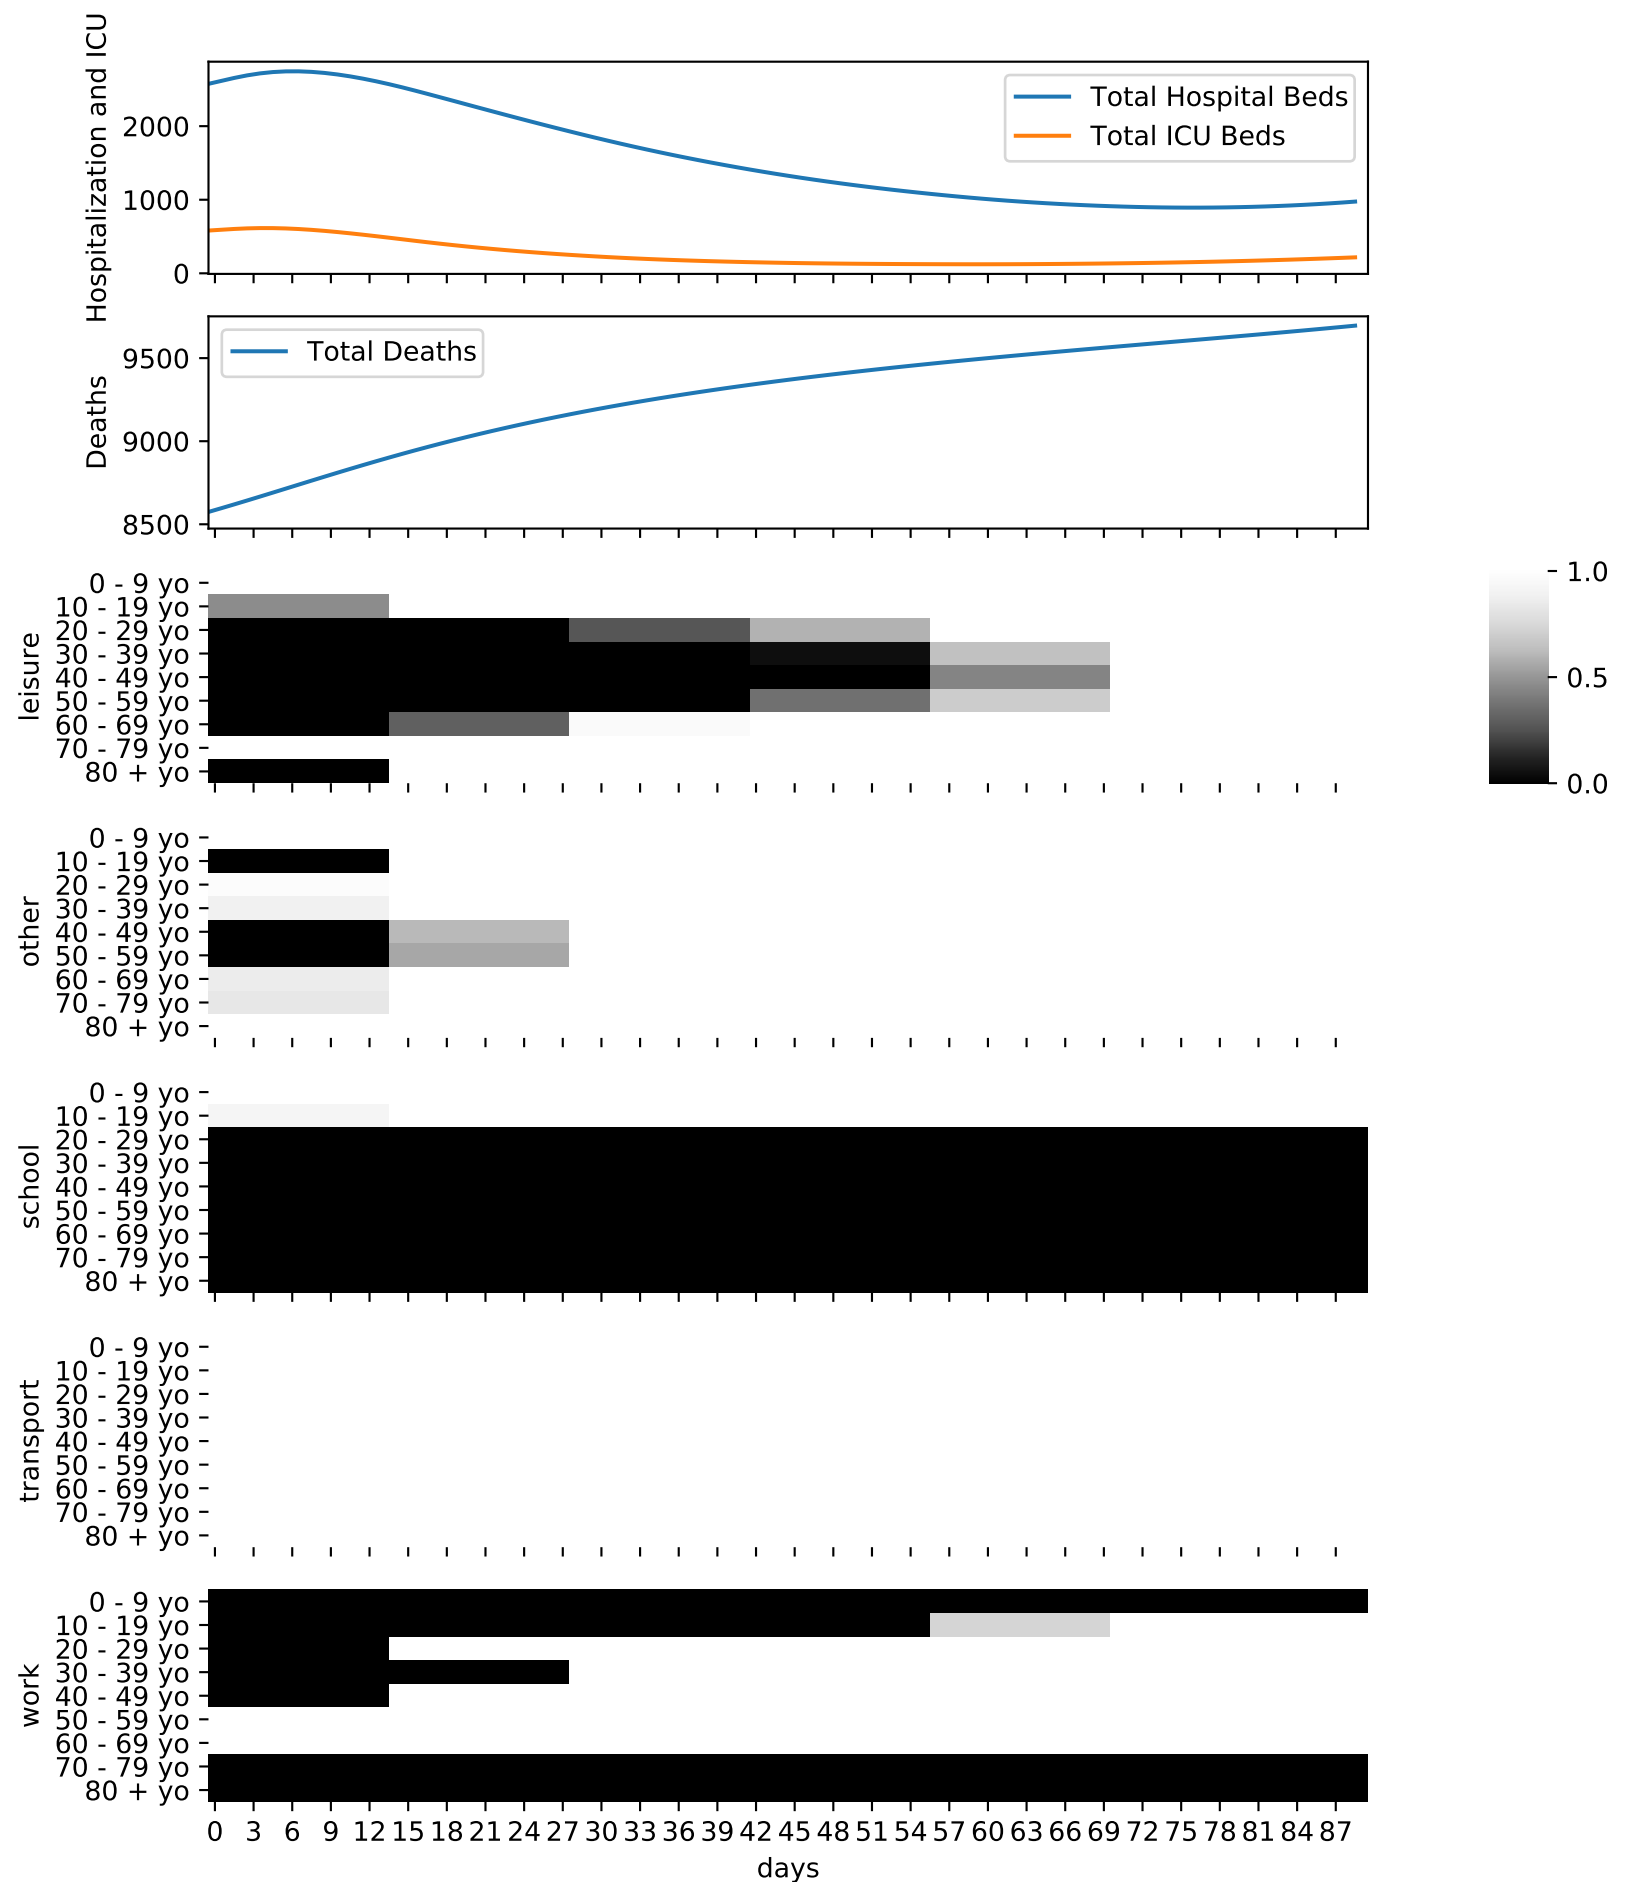 Hospitalization and ICU
2000
1000
0
Total Hospital Beds
Total ICU Beds
Deaths
9500
9000
8500
Total Deaths
leisure
0 - 9 yo
10 - 19 yo
20 - 29 yo
30 - 39 yo
40 - 49 yo
50 - 59 yo
60 - 69 yo
70 - 79 yo
80 + yo
1.0
0.5
0.0
other
0 - 9 yo
10 - 19 yo
20 - 29 yo
30 - 39 yo
40 - 49 yo
50 - 59 yo
60 - 69 yo
70 - 79 yo
80 + yo
school
0 - 9 yo
10 - 19 yo
20 - 29 yo
30 - 39 yo
40 - 49 yo
50 - 59 yo
60 - 69 yo
70 - 79 yo
80 + yo
transport
0 - 9 yo
10 - 19 yo
20 - 29 yo
30 - 39 yo
40 - 49 yo
50 - 59 yo
60 - 69 yo
70 - 79 yo
80 + yo
work
0 - 9 yo
10 - 19 yo
20 - 29 yo
30 - 39 yo
40 - 49 yo
50 - 59 yo
60 - 69 yo
70 - 79 yo
80 + yo
0 3 6 9 12 15 18 21 24 27 30 33 36 39 42 45 48 51 54 57 60 63 66 69 72 75 78 81 84 87
days